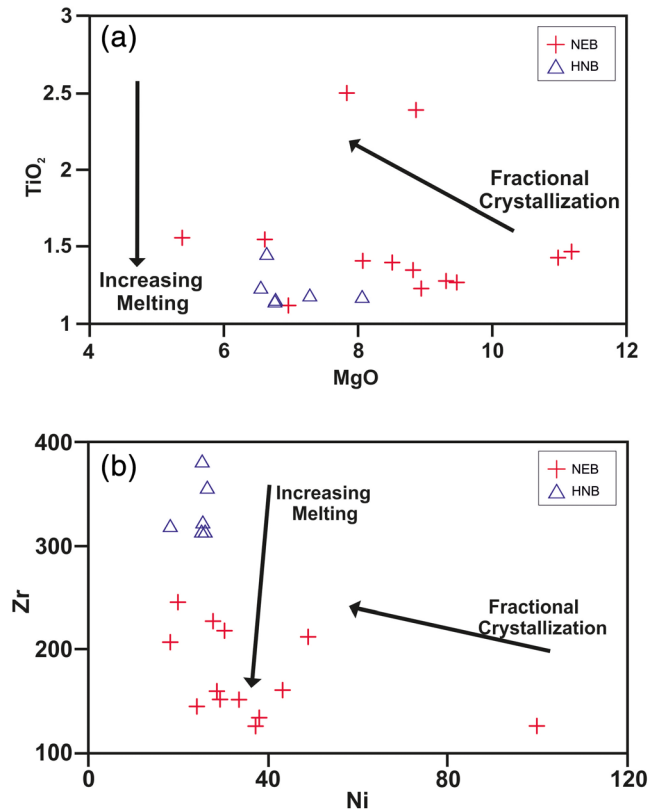 (a)
NEB
HNB
3
2.5
2
1.5
1
TiO₂
Increasing
Melting
Fractional
Crystallization
4
6
8
10
12
MgO
(b)
NEB
HNB
400
300
200
100
Zr
Increasing
Melting
Fractional
Crystallization
0
40
80
120
Ni